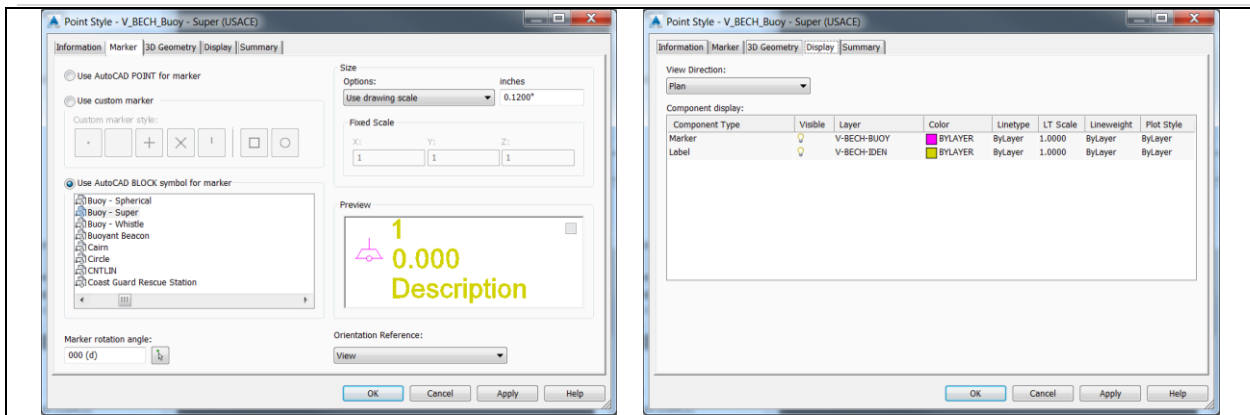 Point Style - V_BECH_Buoy - Super (USACE)
Information Marker 3D Geometry Display Summary
Use AutoCAD POINT for marker
Use custom marker
Custom marker style:
Use AutoCAD BLOCK symbol for marker
Buoy - Spherical
Buoy - Super
Buoy - Whistle
Buoyant Beacon
Cairn
Circle
CNTLIN
Coast Guard Rescue Station
Marker rotation angle:
000 (d)
Size
Options: inches
Use drawing scale 0.1200"
Fixed Scale
X: Y: Z:
1 1 1
Preview
1
0.000
Description
Orientation Reference:
View
OK Cancel Apply Help
Point Style - V_BECH_Buoy - Super (USACE)
Information Marker 3D Geometry Display Summary
View Direction:
Plan
Component display:
Component Type Visible Layer Color Linetype LT Scale Lineweight Plot Style
Marker V-BECH-BUOY BYLAYER ByLayer 1.0000 ByLayer ByLayer
Label V-BECH-IDEN BYLAYER ByLayer 1.0000 ByLayer ByLayer
OK Cancel Apply Help